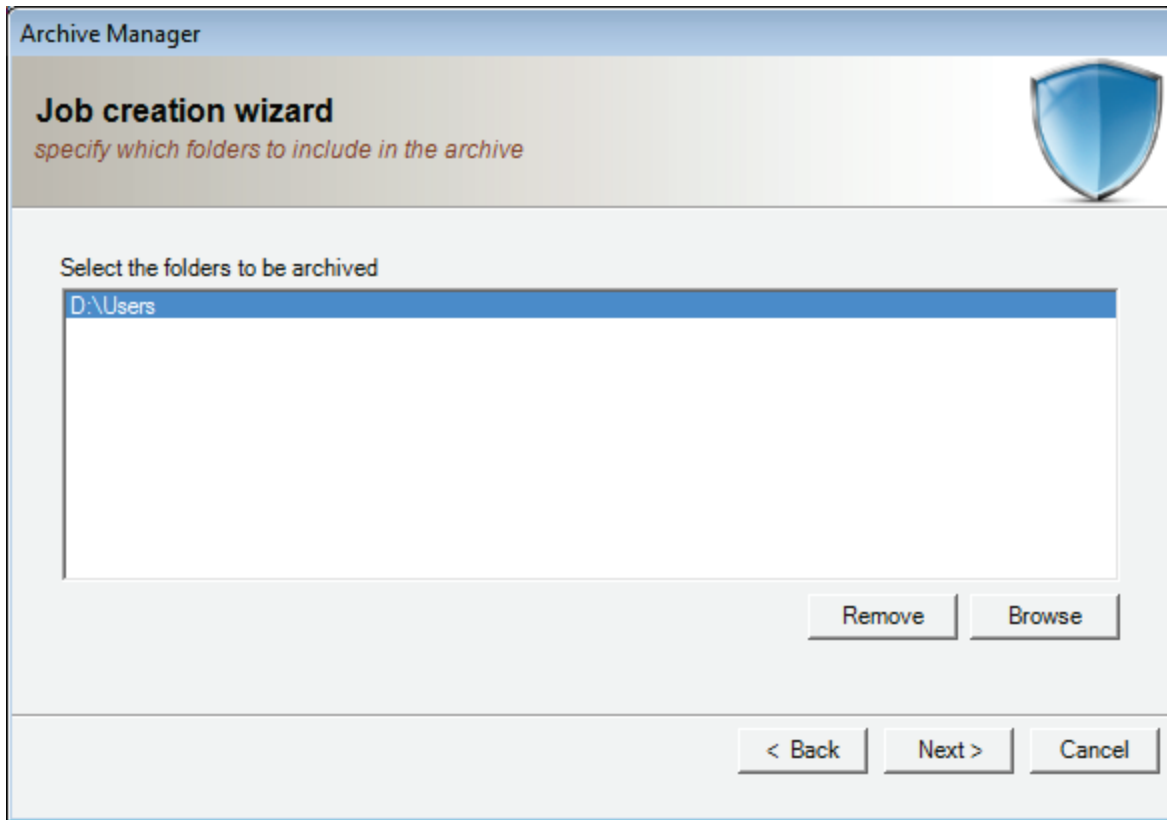 Archive Manager
Job creation wizard
specify which folders to include in the archive
Select the folders to be archived
D:\Users
Remove Browse
< Back Next > Cancel